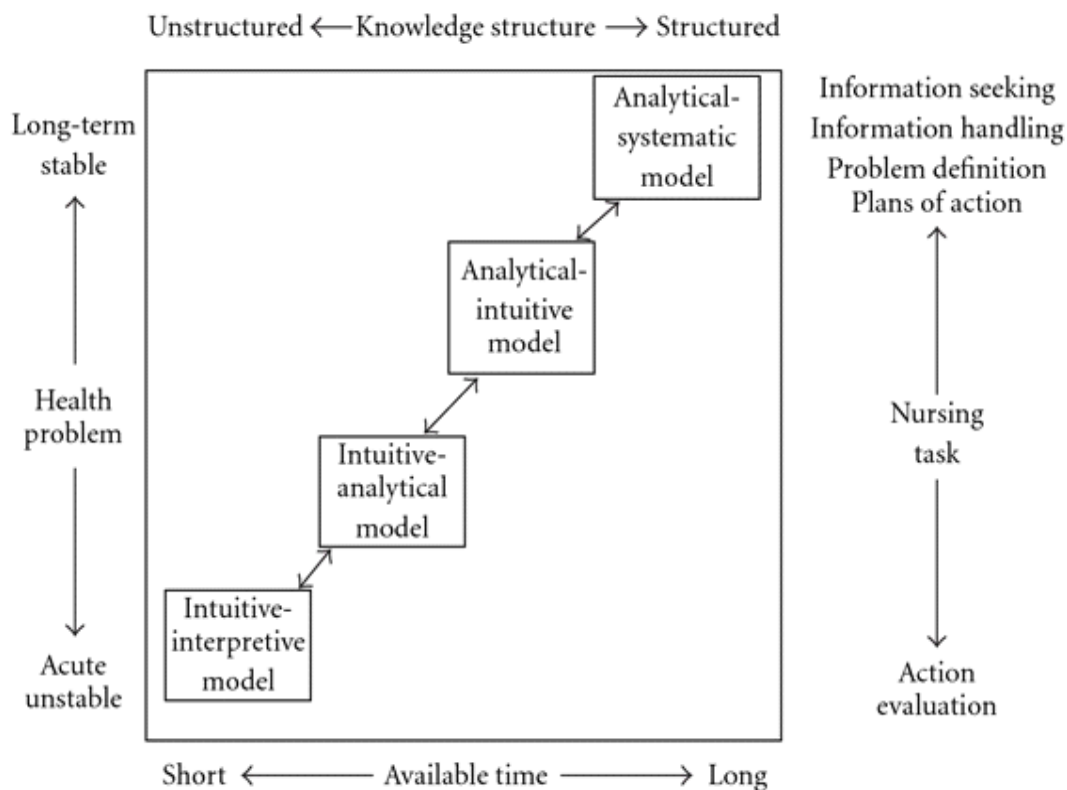 Unstructured Knowledge structure Structured
Long-term
stable
Health
problem
Acute
unstable
Analytical-
systematic
model
Analytical-
intuitive
model
Intuitive-
analytical
model
Intuitive-
interpretive
model
Information seeking
Information handling
Problem definition
Plans of action
Nursing
task
Action
evaluation
Short Available time Long